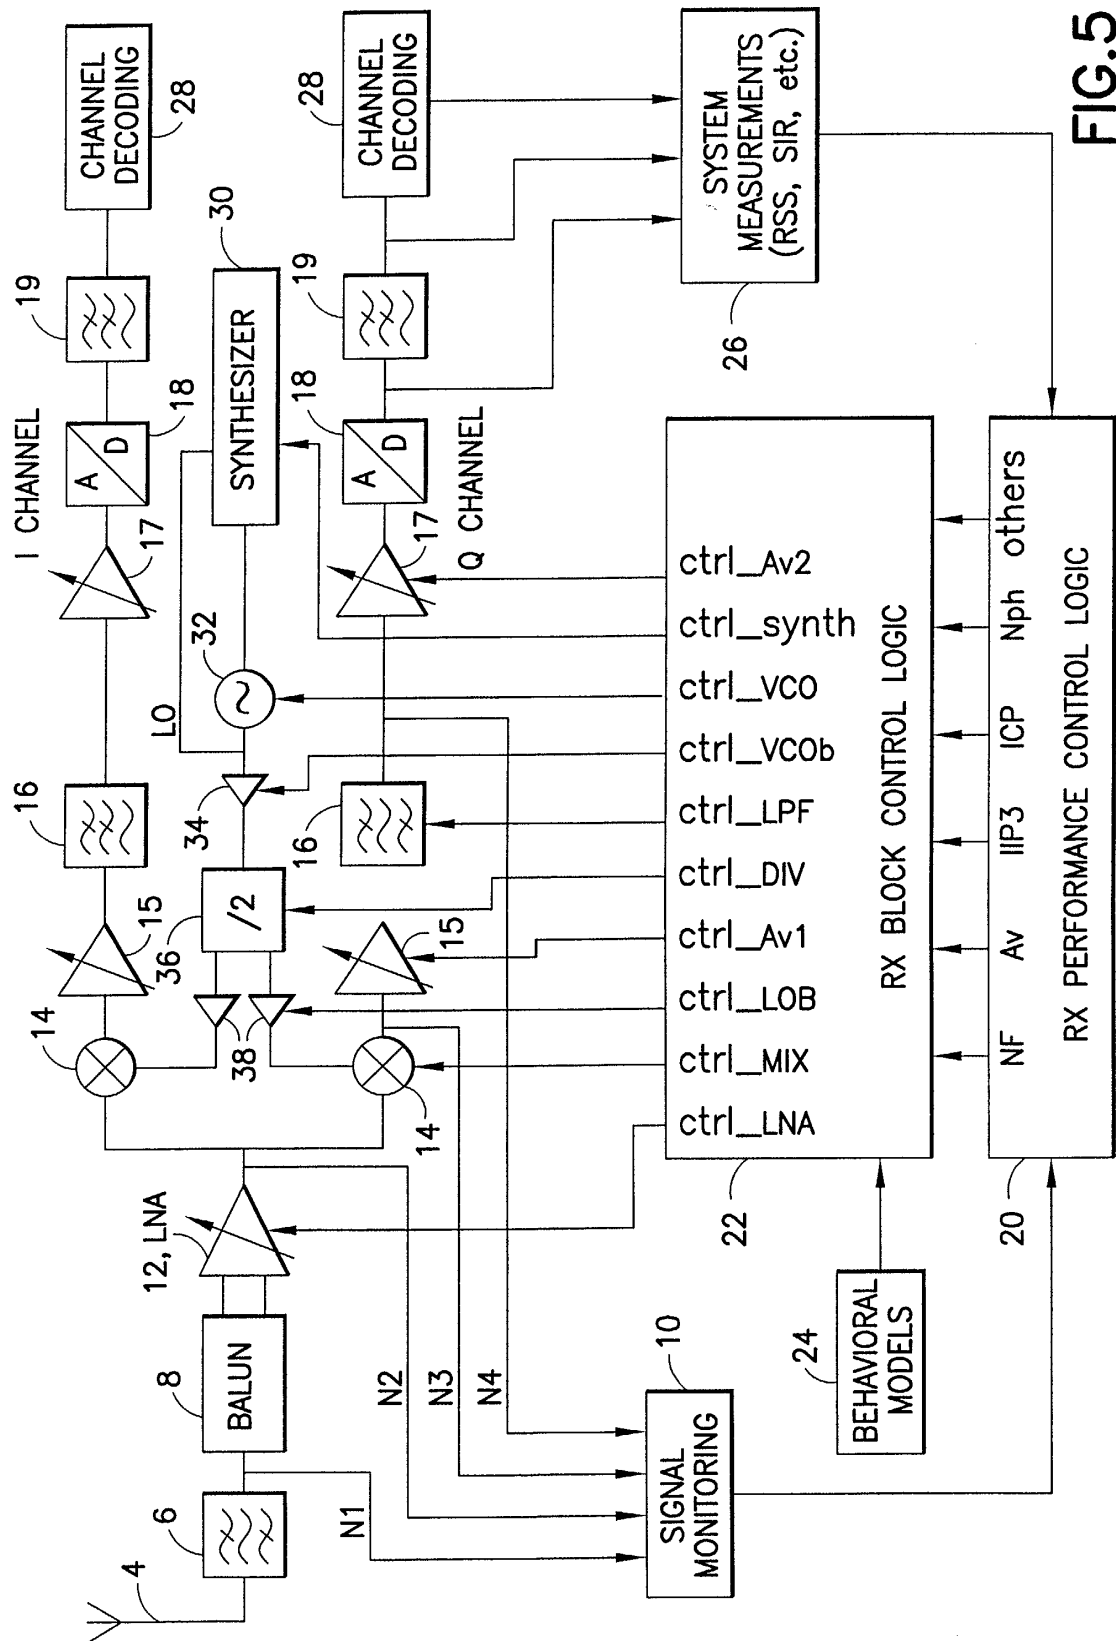 I CHANNEL
CHANNEL
DECODING
28
19
A
D
18
17
16
15
14
LO
SYNTHESIZER
30
32
34
/2
36
38
CHANNEL
DECODING
28
19
A
D
18
Q CHANNEL
17
16
15
14
12, LNA
BALUN
8
6
4
N1
N2
N3
N4
SIGNAL
MONITORING
10
SYSTEM
MEASUREMENTS
(RSS, SIR, etc.)
26
ctrl_LNA
ctrl_MIX
ctrl_LOB
ctrl_Av1
ctrl_DIV
ctrl_LPF
ctrl_VCOb
ctrl_VCO
ctrl_synth
ctrl_Av2
RX BLOCK CONTROL LOGIC
22
BEHAVIORAL
MODELS
24
NF Av IIP3 ICP Nph others
RX PERFORMANCE CONTROL LOGIC
20
FIG.5